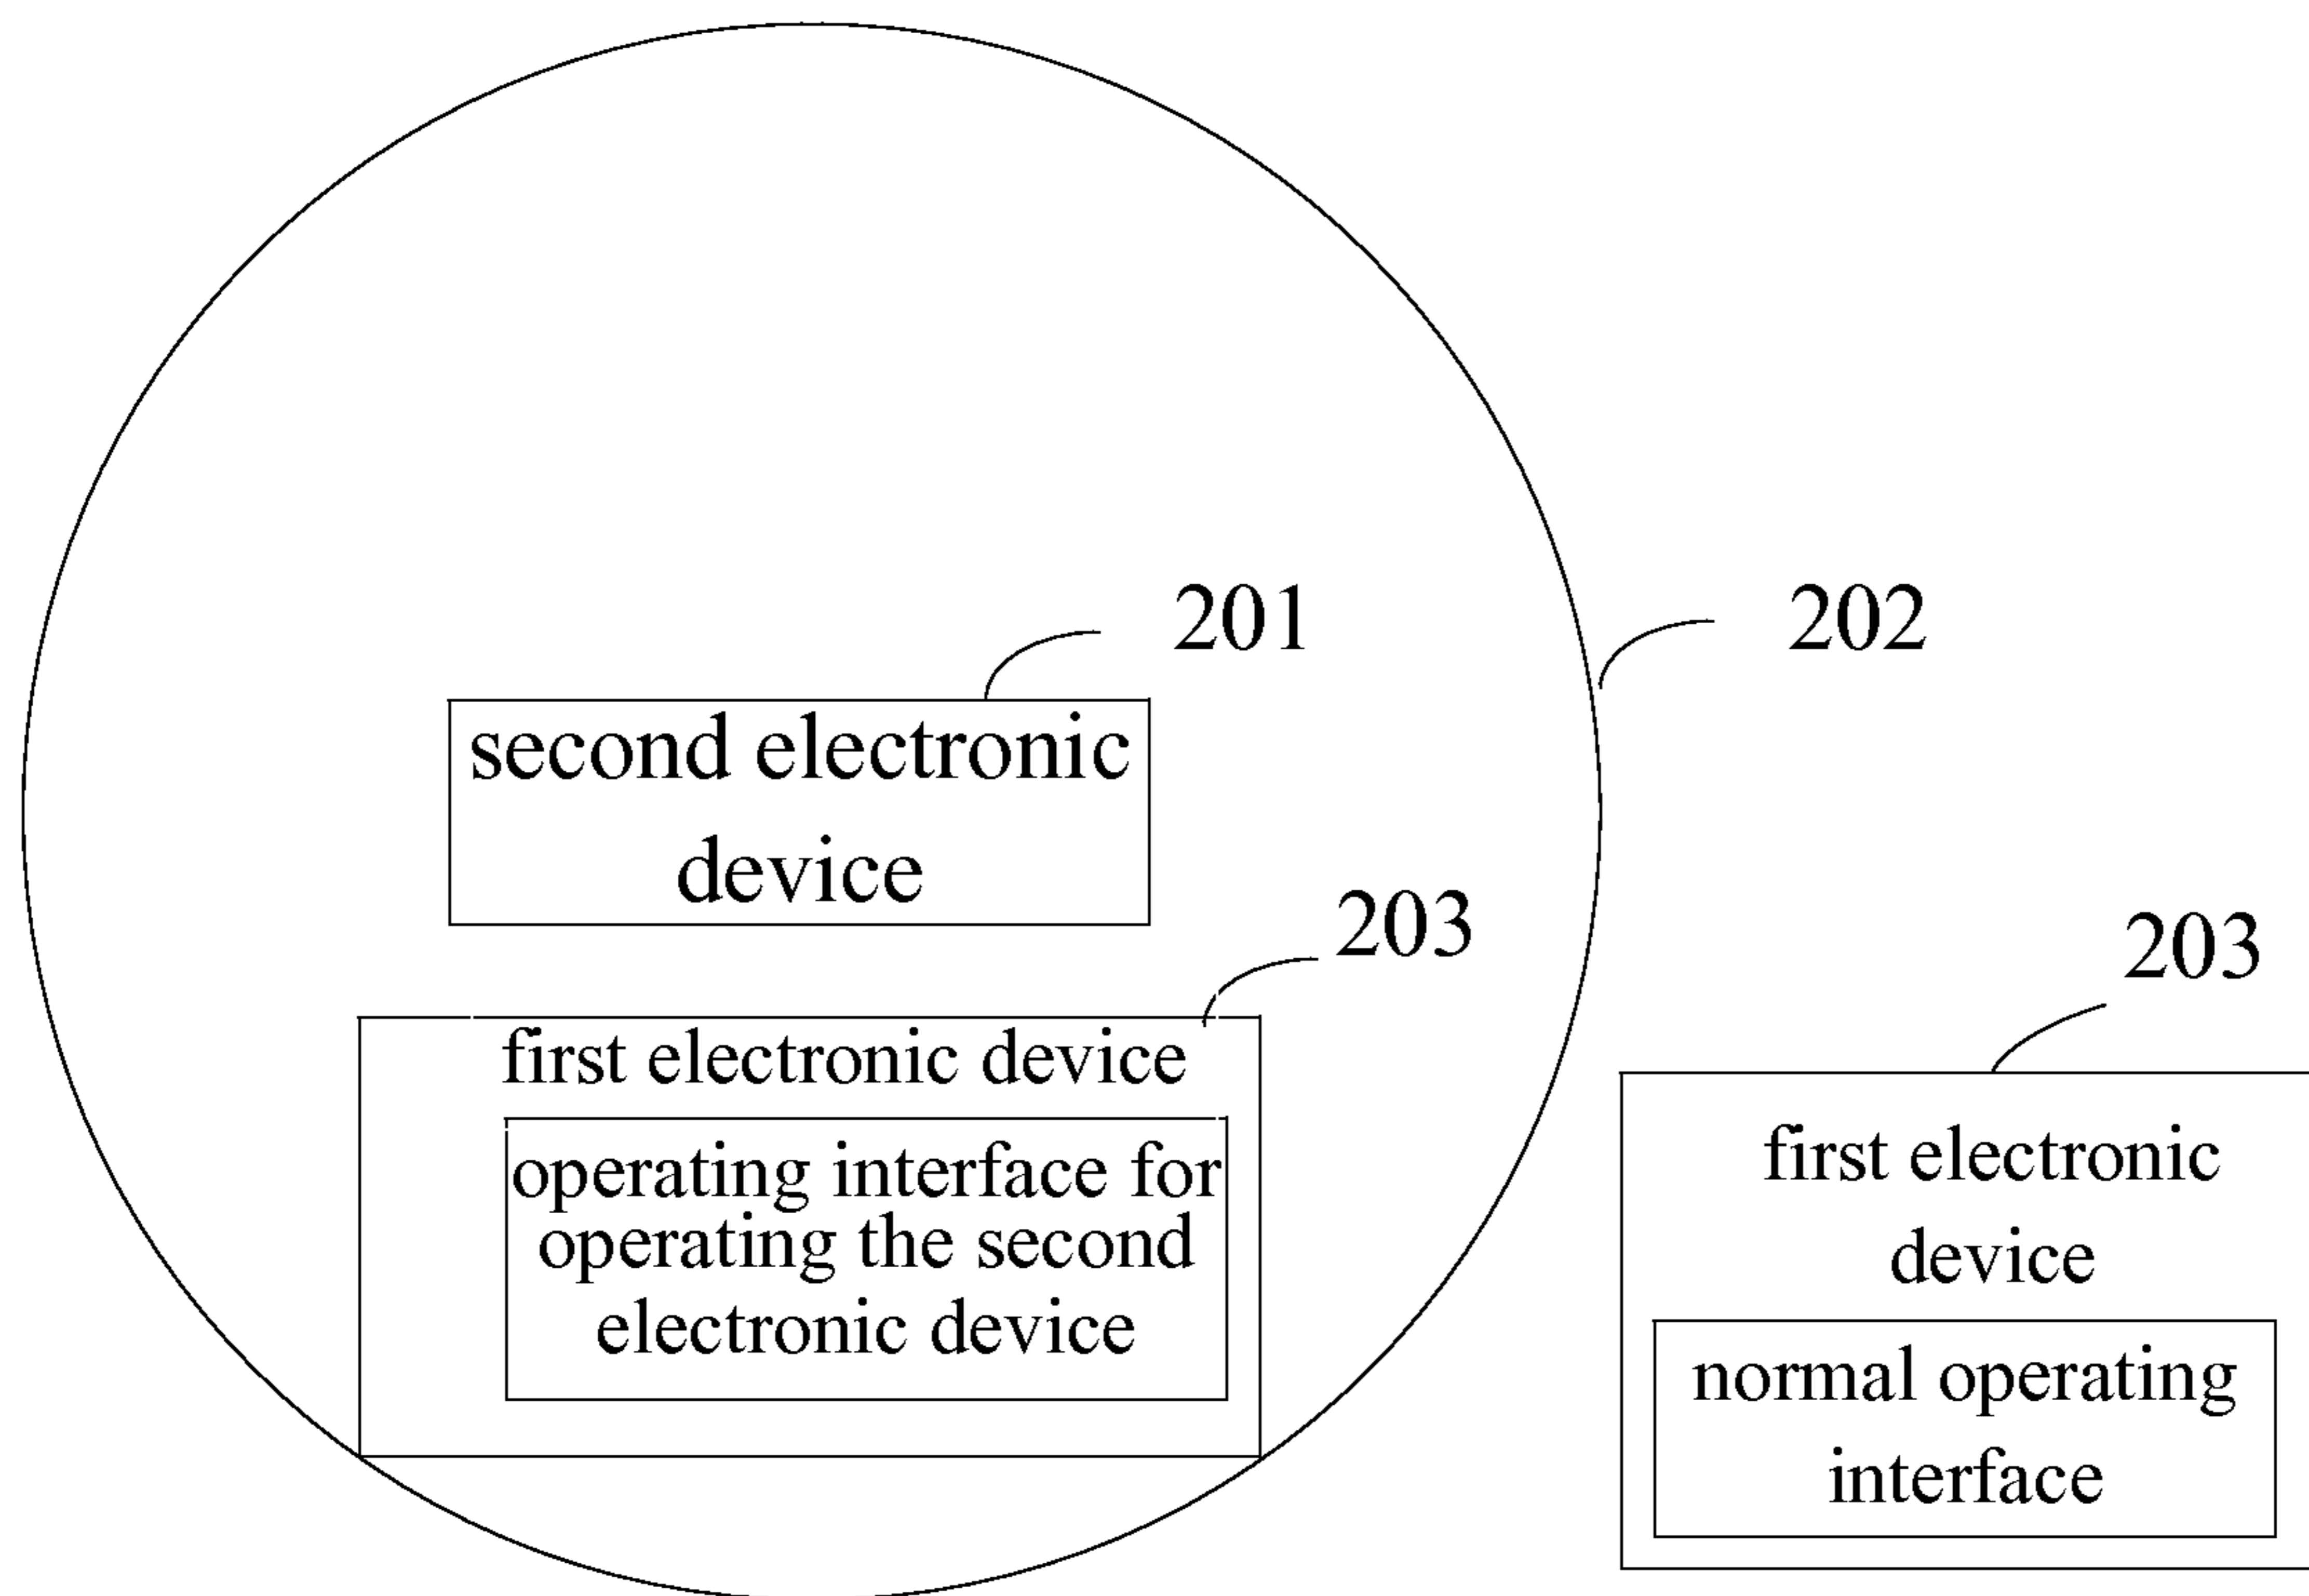 201
202
second electronic
device
203
203
first electronic device
operating interface for
operating the second
electronic device
first electronic
device
normal operating
interface